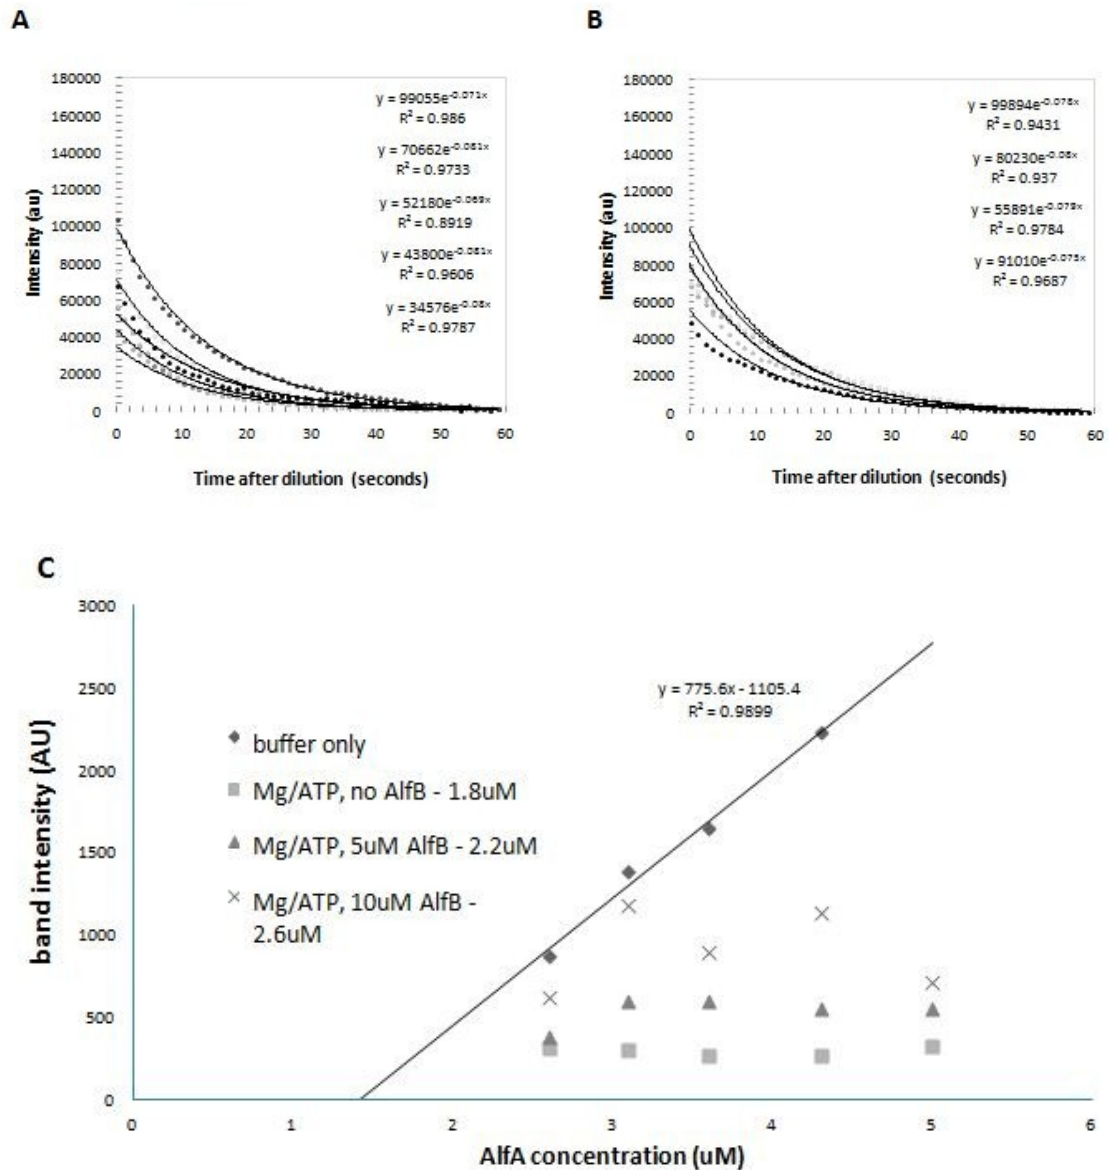 A
B
180000
160000
140000
120000
100000
80000
60000
40000
20000
0
Intensity (au)
y = 99055e^-0.071x
R² = 0.986
y = 70662e^-0.081x
R² = 0.9733
y = 52180e^-0.069x
R² = 0.8919
y = 43800e^-0.081x
R² = 0.9606
y = 34576e^-0.08x
R² = 0.9787
0 10 20 30 40 50 60
Time after dilution (seconds)
180000
160000
140000
120000
100000
80000
60000
40000
20000
0
Intensity (au)
y = 99894e^-0.078x
R² = 0.9431
y = 80230e^-0.08x
R² = 0.937
y = 55891e^-0.079x
R² = 0.9784
y = 91010e^-0.073x
R² = 0.9687
0 10 20 30 40 50 60
Time after dilution (seconds)
C
3000
2500
2000
1500
1000
500
0
band intensity (AU)
y = 775.6x - 1105.4
R² = 0.9899
buffer only
Mg/ATP, no AlfB - 1.8uM
Mg/ATP, 5uM AlfB - 2.2uM
Mg/ATP, 10uM AlfB -
2.6uM
0 1 2 3 4 5 6
AlfA concentration (uM)